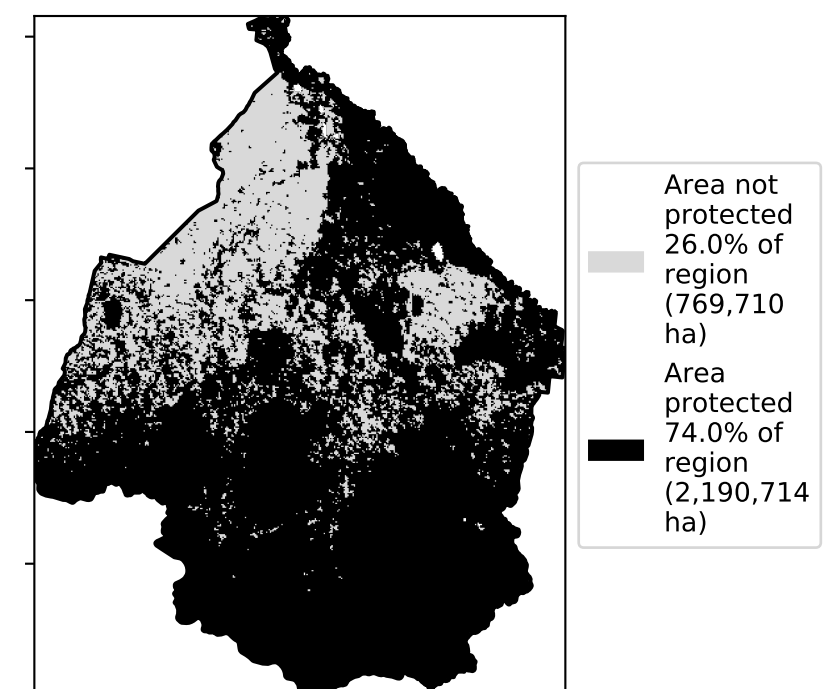 Area not
protected
26.0% of
region
(769,710
ha)
Area
protected
74.0% of
region
(2,190,714
ha)